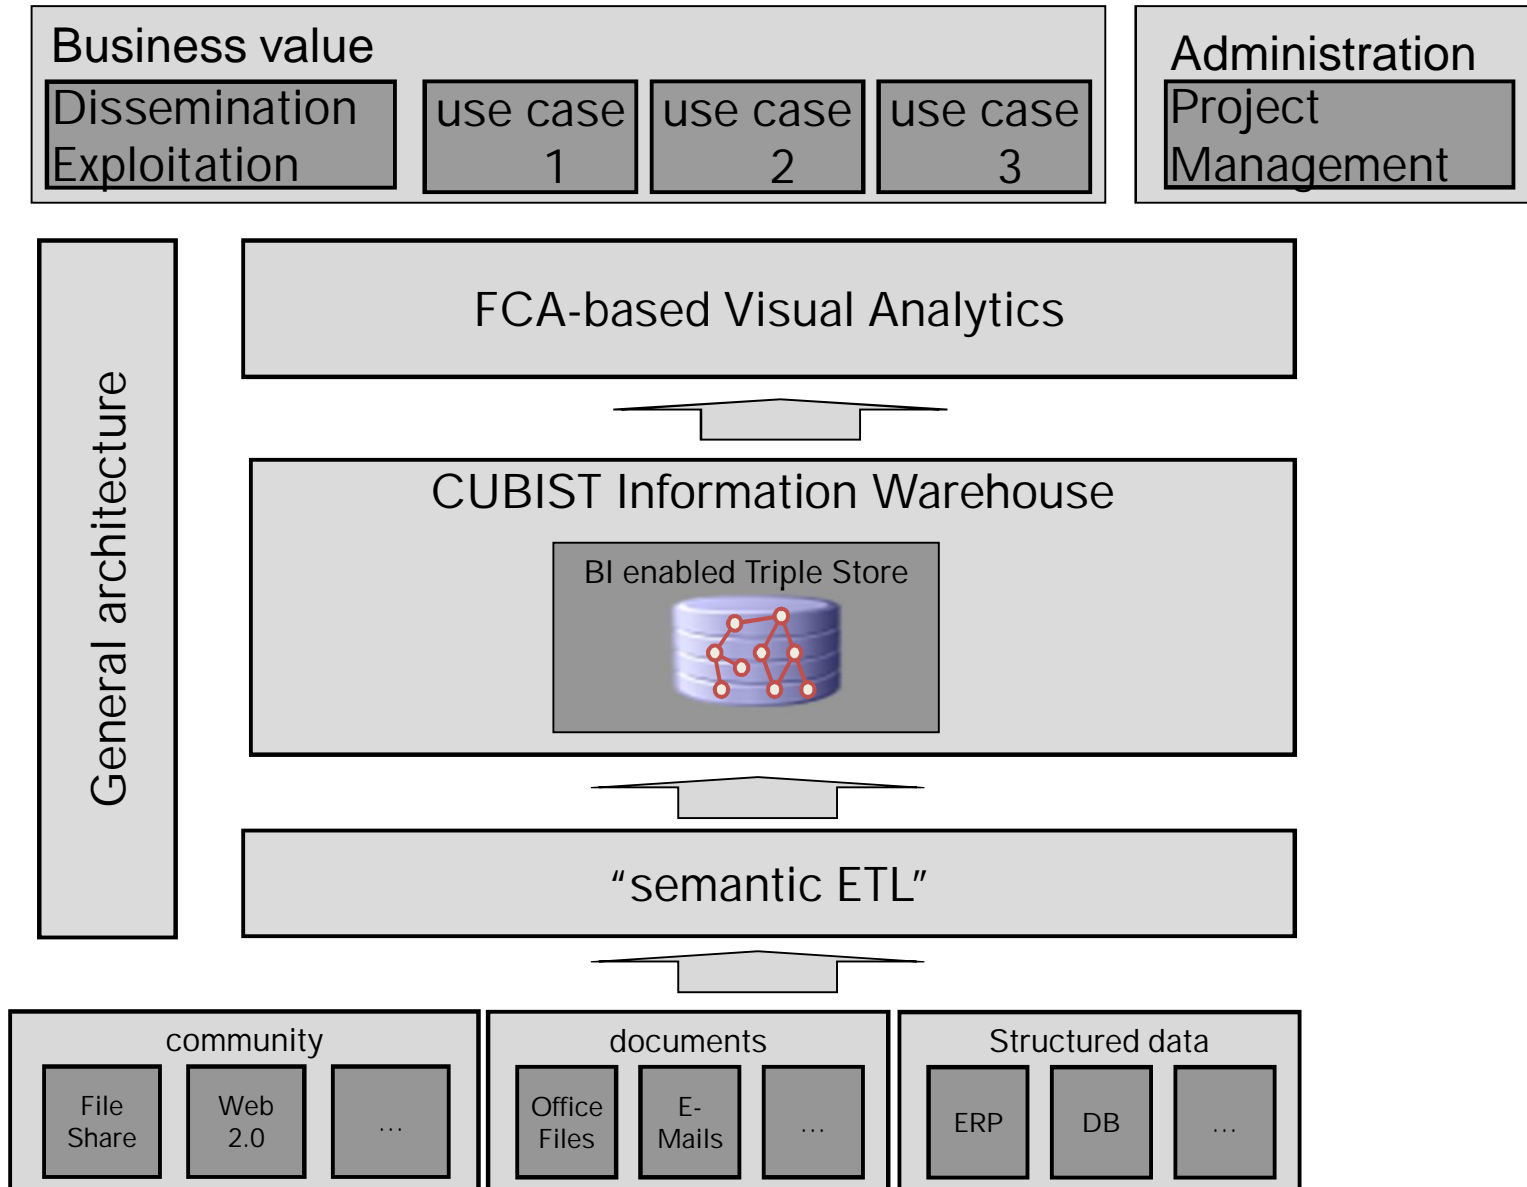 Business value
Dissemination
Exploitation
use case
1
use case
2
use case
3
Administration
Project
Management
General architecture
FCA-based Visual Analytics
CUBIST Information Warehouse
BI enabled Triple Store
“semantic ETL”
community
File
Share
Web
2.0
…
documents
Office
Files
E-
Mails
…
Structured data
ERP
DB
…